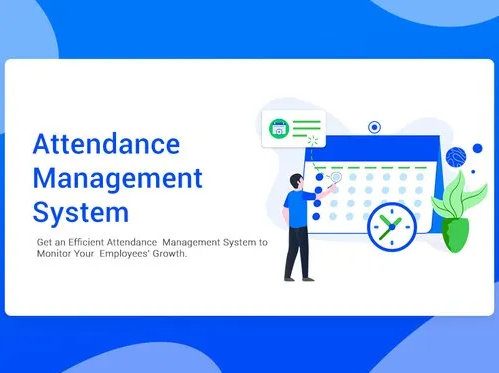 Attendance
Management
System
Get an Efficient Attendance Management System to
Monitor Your Employees' Growth.